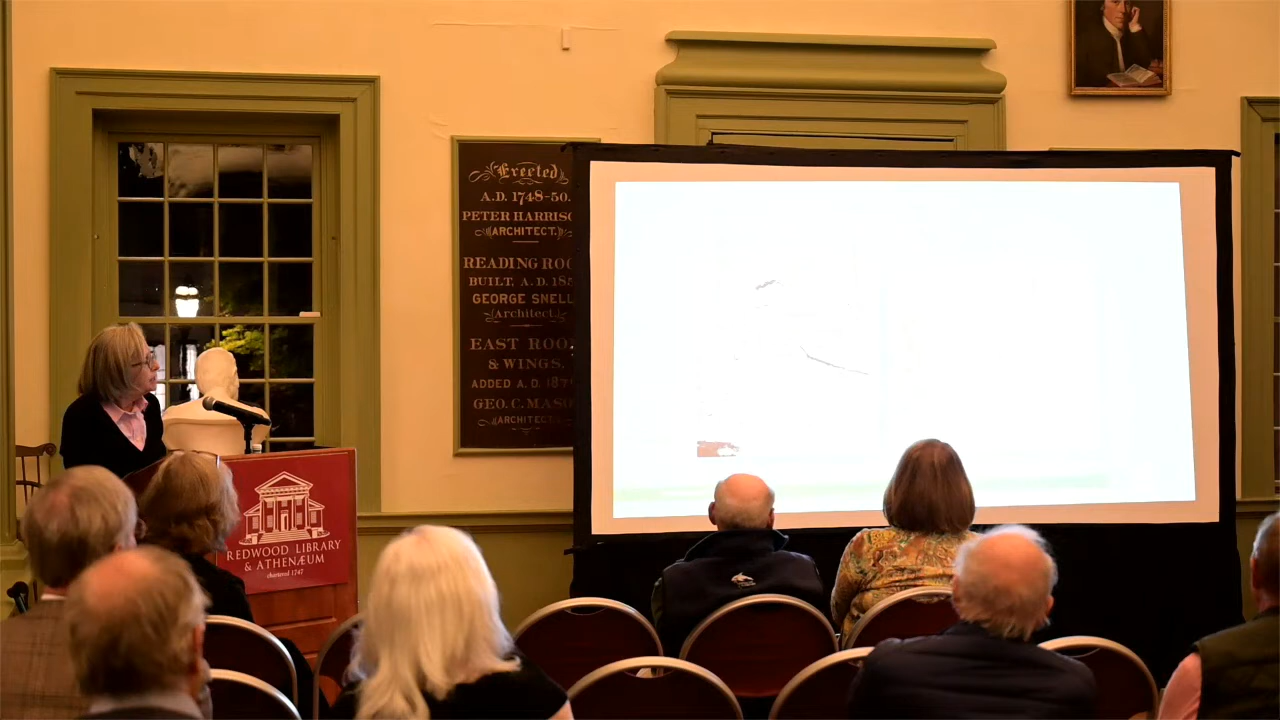 Erected
A.D. 1748-50.
PETER HARRISO
ARCHITECT.
READING ROO
BUILT, A.D. 185
GEORGE SNELL
Architect
EAST ROO
& WINGS.
ADDED A.D. 187
GEO. C. MASO
ARCHITECT
REDWOOD LIBRARY
& ATHENÆUM
chartered 1747